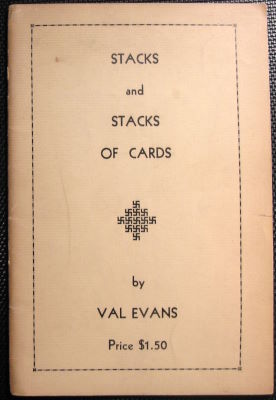 STACKS
and
STACKS
OF CARDS
by
VAL EVANS
Price $1.50